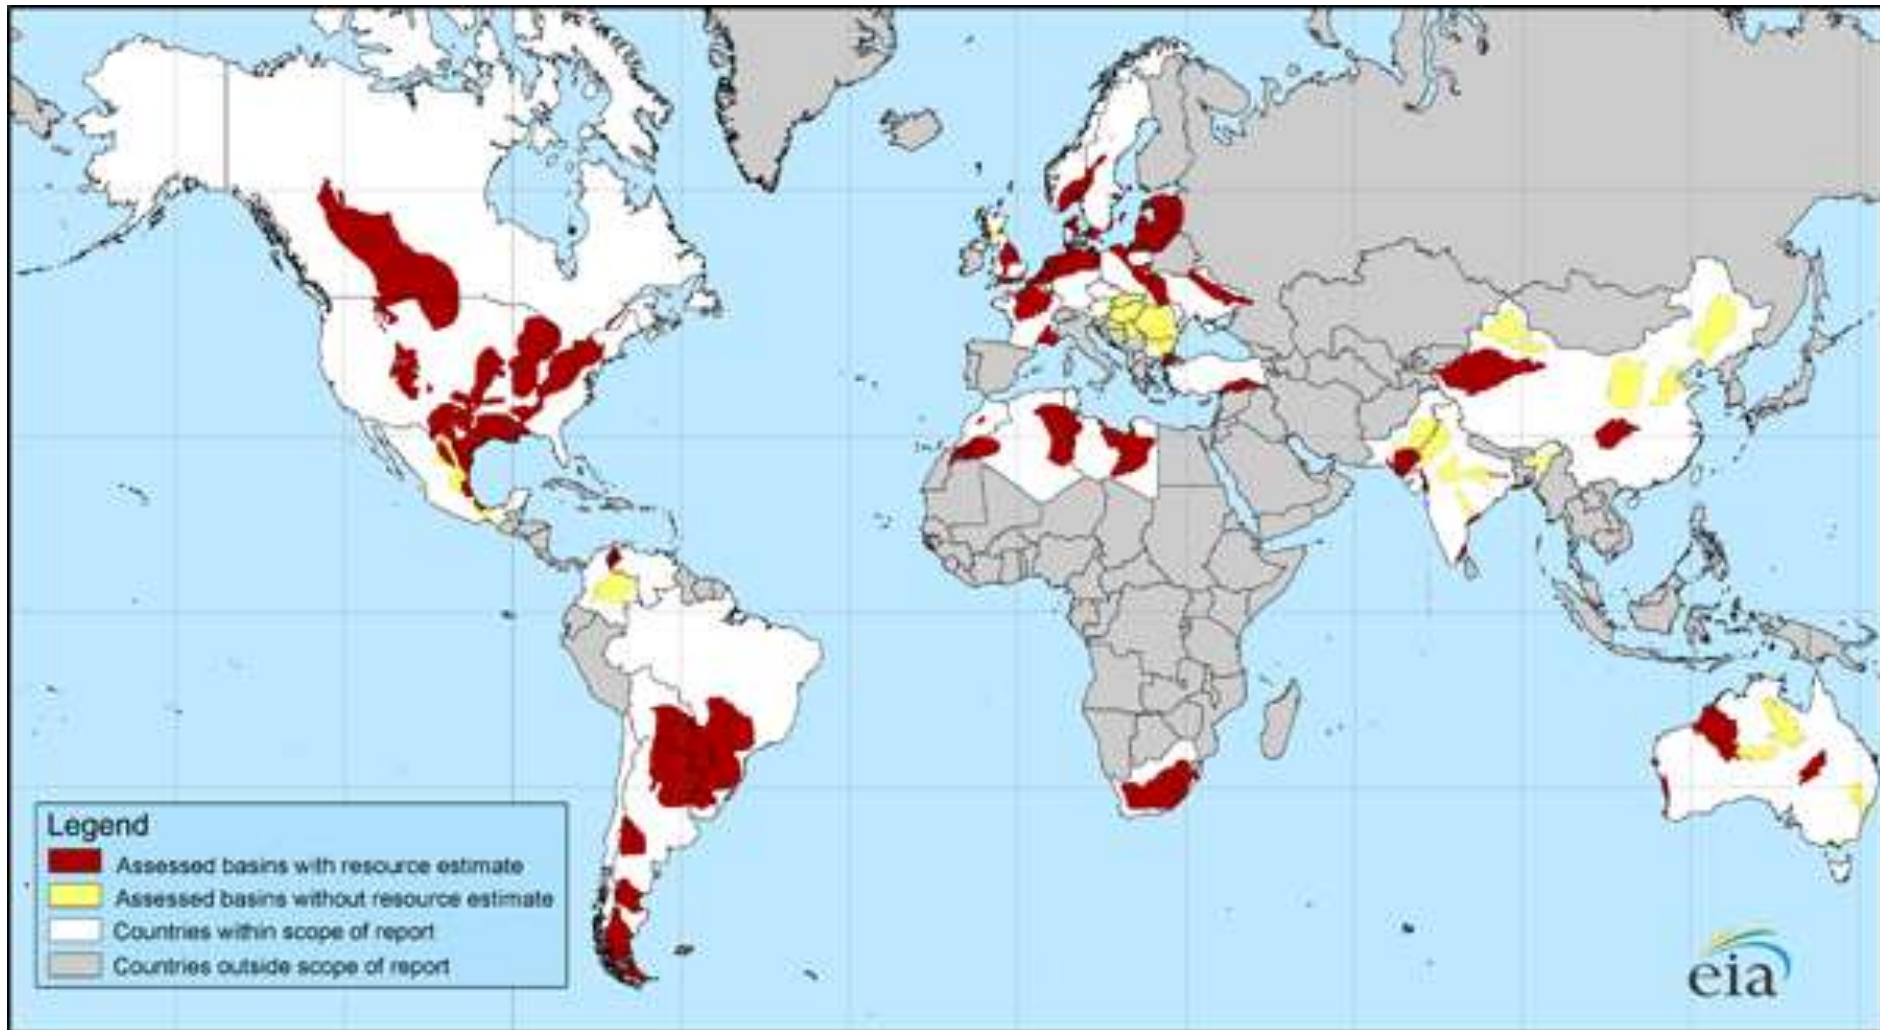 Legend
Assessed basins with resource estimate
Assessed basins without resource estimate
Countries within scope of report
Countries outside scope of report
eia